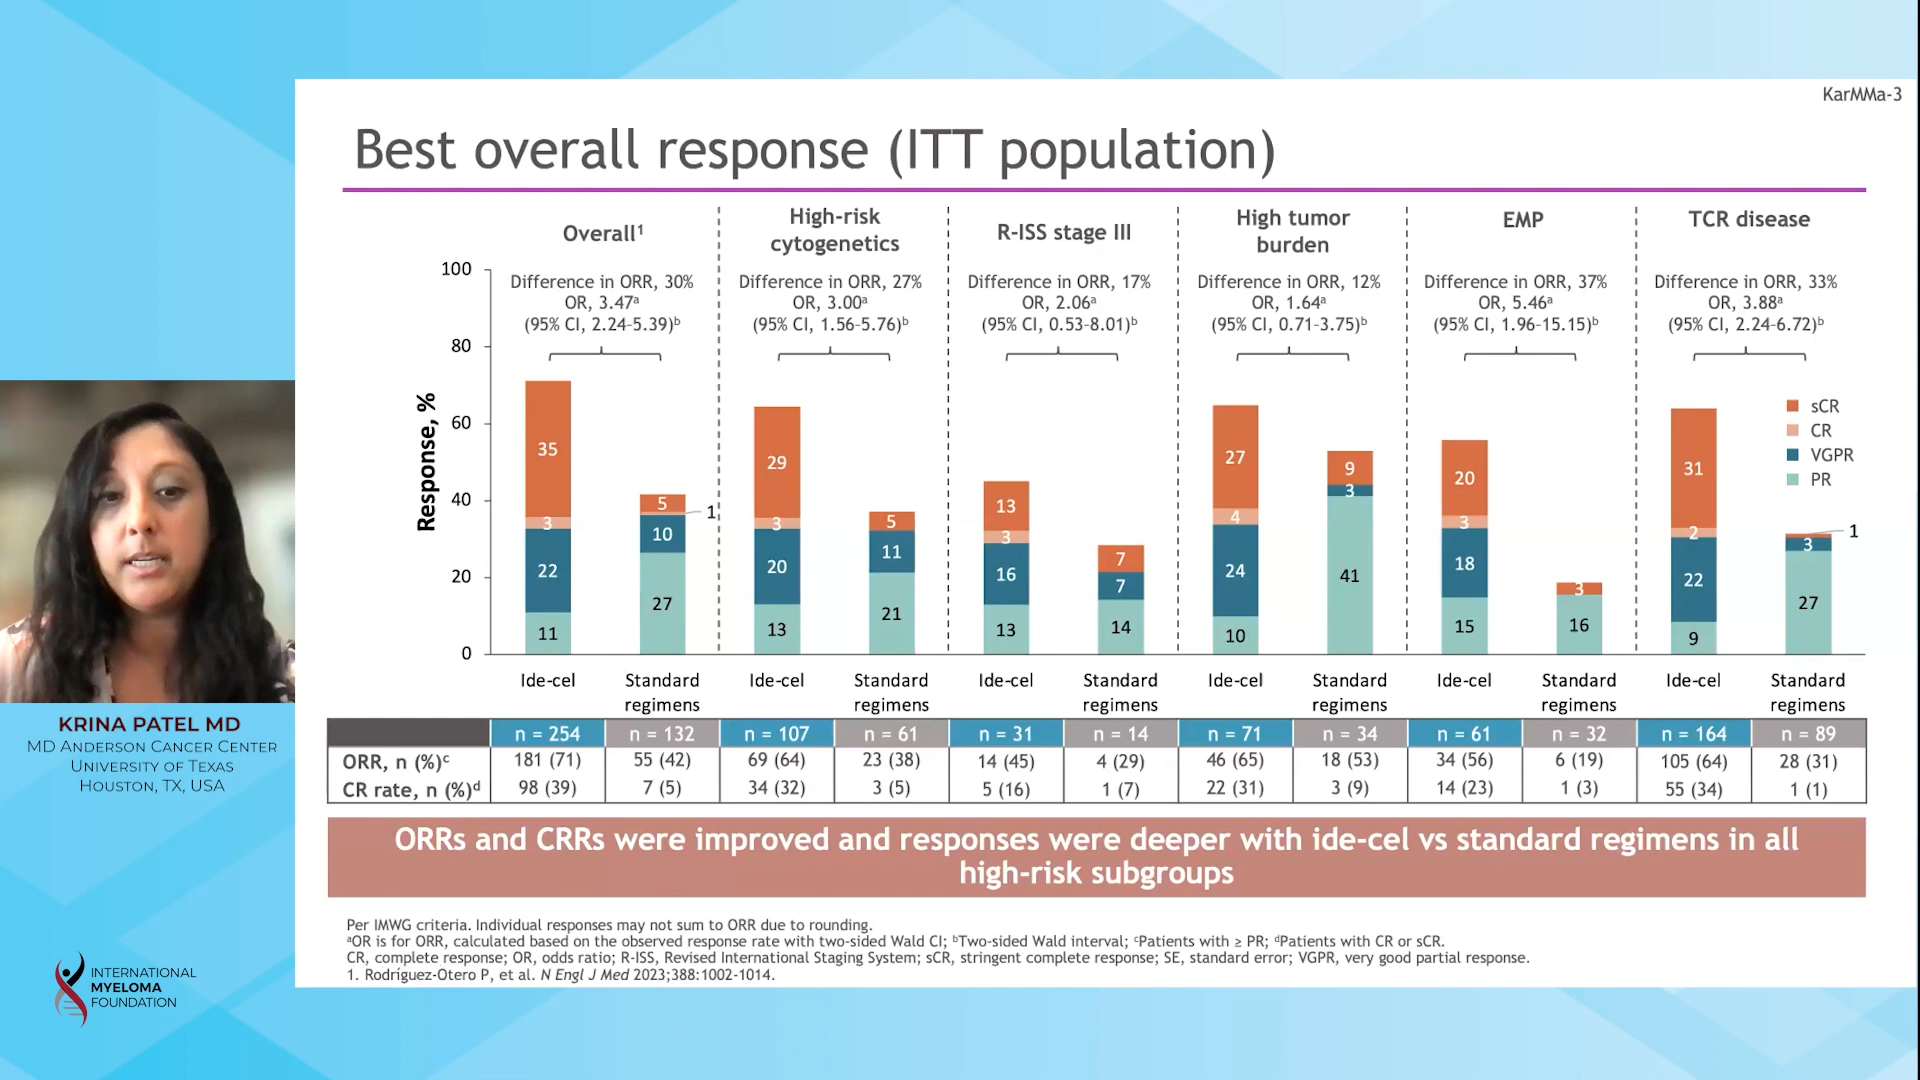 KarMMa-3
Best overall response (ITT population)
Overall¹
High-risk
cytogenetics
R-ISS stage III
High tumor
burden
EMP
TCR disease
Difference in ORR, 30%
OR, 3.47ᵃ
(95% CI, 2.24–5.39)ᵇ
Difference in ORR, 27%
OR, 3.00ᵃ
(95% CI, 1.56–5.76)ᵇ
Difference in ORR, 17%
OR, 2.06ᵃ
(95% CI, 0.53–8.01)ᵇ
Difference in ORR, 12%
OR, 1.64ᵃ
(95% CI, 0.71–3.75)ᵇ
Difference in ORR, 37%
OR, 5.46ᵃ
(95% CI, 1.96–15.15)ᵇ
Difference in ORR, 33%
OR, 3.88ᵃ
(95% CI, 2.24–6.72)ᵇ
Response, %
100
80
60
40
20
0
35
3
22
11
5
1
10
27
29
3
20
13
5
11
21
13
3
16
13
7
7
14
27
4
24
10
9
3
41
20
3
18
15
3
16
31
2
22
9
1
3
27
sCR
CR
VGPR
PR
Ide-cel
Standard
regimens
Ide-cel
Standard
regimens
Ide-cel
Standard
regimens
Ide-cel
Standard
regimens
Ide-cel
Standard
regimens
Ide-cel
Standard
regimens
n = 254 n = 132 n = 107 n = 61 n = 31 n = 14 n = 71 n = 34 n = 61 n = 32 n = 164 n = 89
ORR, n (%)ᶜ 181 (71) 55 (42) 69 (64) 23 (38) 14 (45) 4 (29) 46 (65) 18 (53) 34 (56) 6 (19) 105 (64) 28 (31)
CR rate, n (%)ᵈ 98 (39) 7 (5) 34 (32) 3 (5) 5 (16) 1 (7) 22 (31) 3 (9) 14 (23) 1 (3) 55 (34) 1 (1)
ORRs and CRRs were improved and responses were deeper with ide-cel vs standard regimens in all
high-risk subgroups
Per IMWG criteria. Individual responses may not sum to ORR due to rounding.
ᵃOR is for ORR, calculated based on the observed response rate with two-sided Wald CI; ᵇTwo-sided Wald interval; ᶜPatients with ≥ PR; ᵈPatients with CR or sCR.
CR, complete response; OR, odds ratio; R-ISS, Revised International Staging System; sCR, stringent complete response; SE, standard error; VGPR, very good partial response.
1. Rodríguez-Otero P, et al. N Engl J Med 2023;388:1002-1014.
KRINA PATEL MD
MD ANDERSON CANCER CENTER
UNIVERSITY OF TEXAS
HOUSTON, TX, USA
INTERNATIONAL
MYELOMA
FOUNDATION